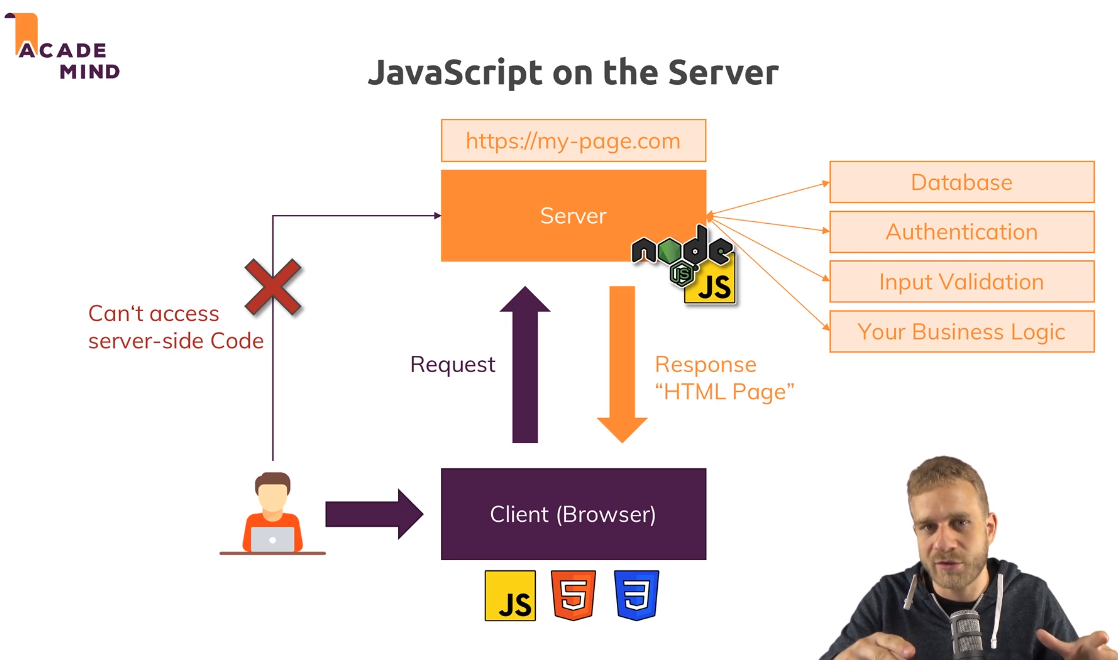 ACADE
MIND
JavaScript on the Server
https://my-page.com
Server
node
JS
JS
Database
Authentication
Input Validation
Your Business Logic
Can‘t access
server-side Code
Request
Response
“HTML Page”
Client (Browser)
JS
5
3